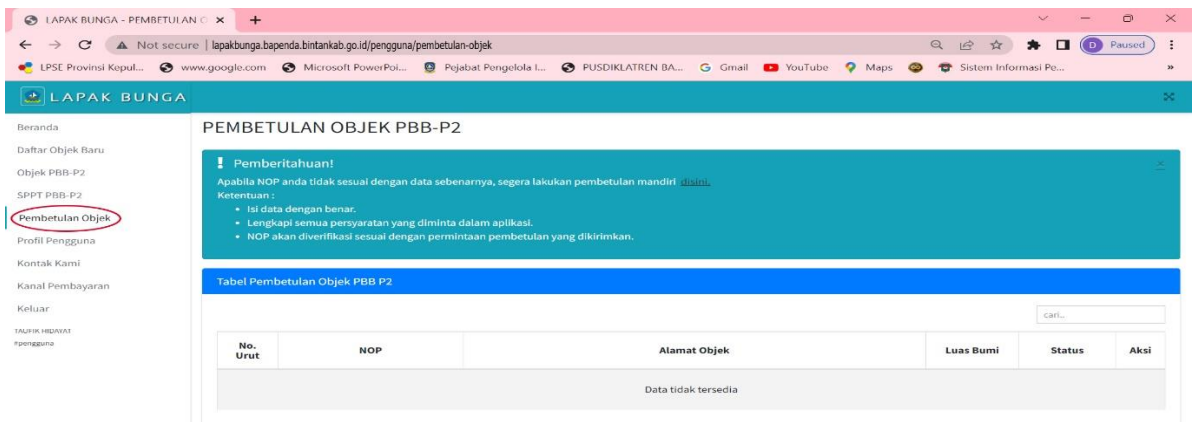 LAPAK BUNGA - PEMBETULAN O
Not secure | lapakbunga.bapenda.bintankab.go.id/pengguna/pembetulan-objek
D Paused
LPSE Provinsi Kepul... www.google.com Microsoft PowerPoi... Pejabat Pengelola I... PUSDIKLATREN BA... Gmail YouTube Maps Sistem Informasi Pe... »
LAPAK BUNGA
Beranda
Daftar Objek Baru
Objek PBB-P2
SPPT PBB-P2
Pembetulan Objek
Profil Pengguna
Kontak Kami
Kanal Pembayaran
Keluar
TAUFIK HIDAYAT
#pengguna
PEMBETULAN OBJEK PBB-P2
! Pemberitahuan!
Apabila NOP anda tidak sesuai dengan data sebenarnya, segera lakukan pembetulan mandiri disini.
Ketentuan :
• Isi data dengan benar.
• Lengkapi semua persyaratan yang diminta dalam aplikasi.
• NOP akan diverifikasi sesuai dengan permintaan pembetulan yang dikirimkan.
Tabel Pembetulan Objek PBB P2
cari...
No. Urut NOP Alamat Objek Luas Bumi Status Aksi
Data tidak tersedia